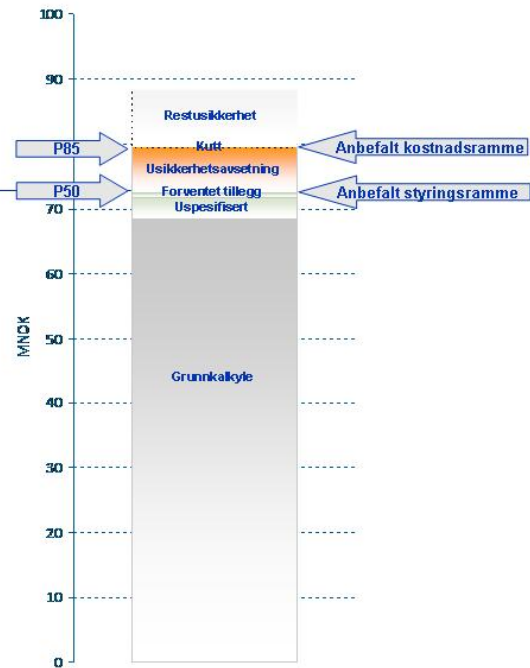 100
90
Restusikkerhet
P85
Kutt
Anbefalt kostnadsramme
Usikkerhetsavsetning
P50
Forventet tillegg
Anbefalt styringsramme
70
Uspesifisert
60
MNOK
50
Grunnkalkyle
40
30
20
10
0